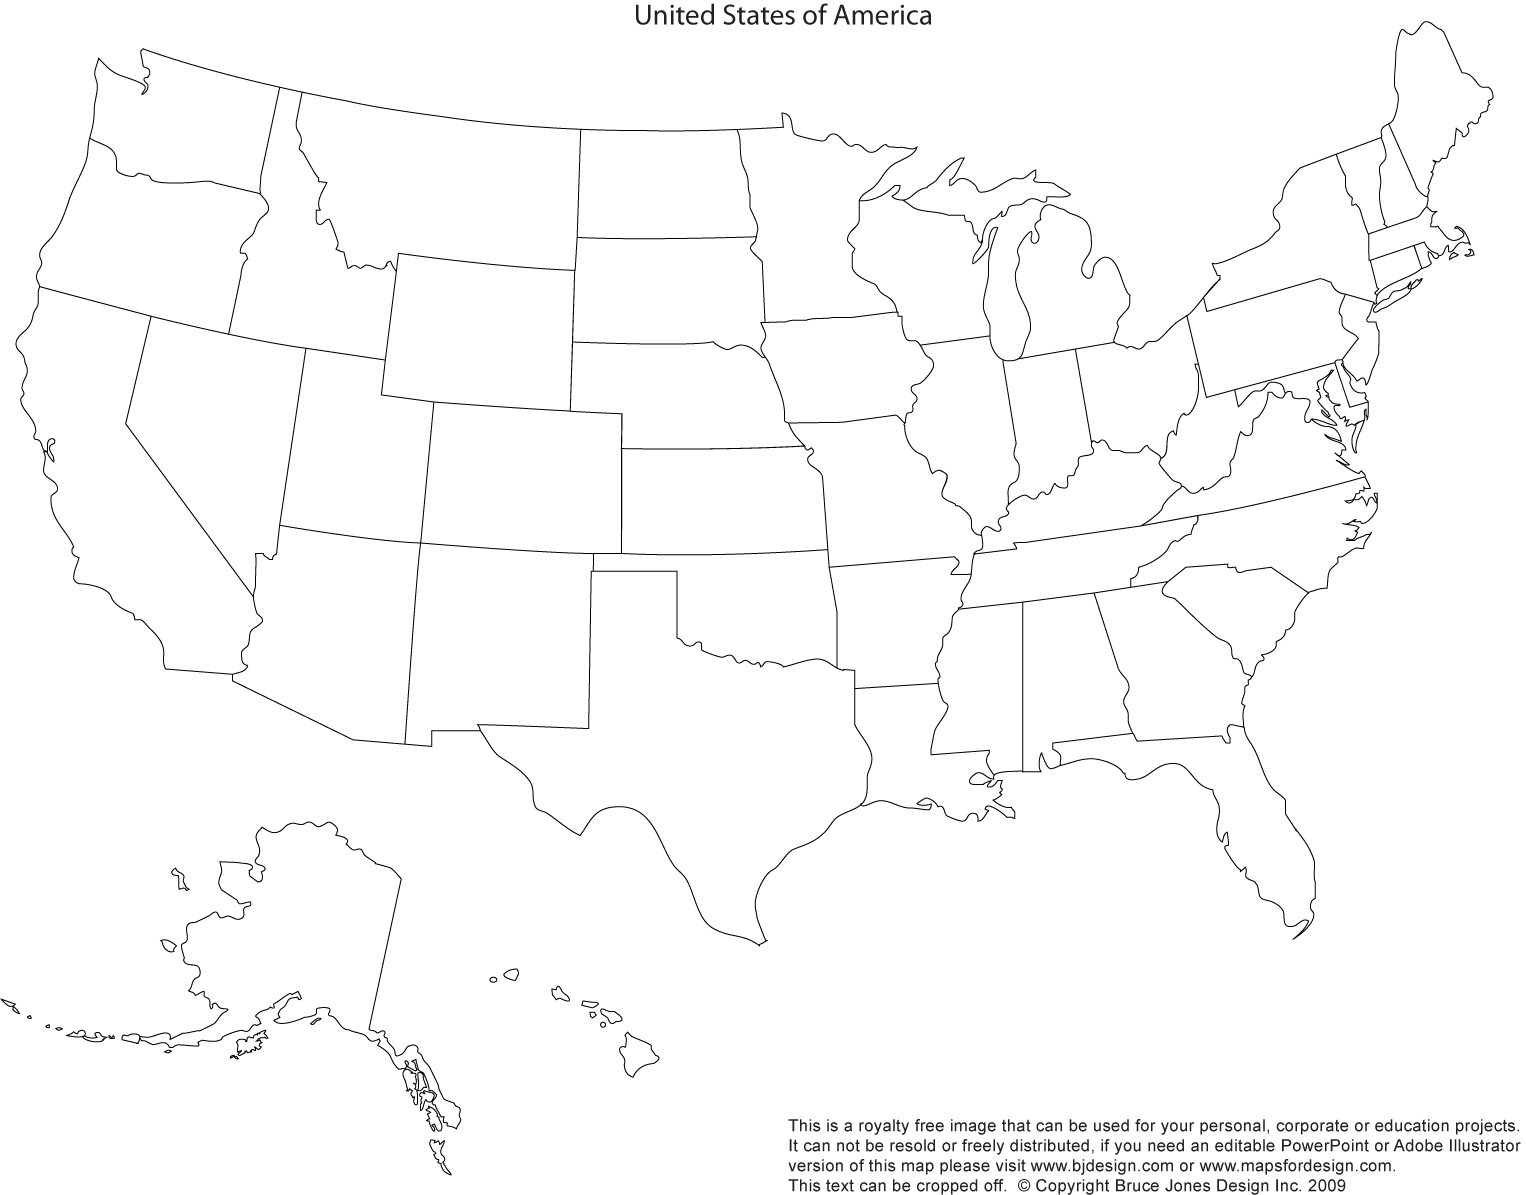 United States of America
This is a royalty free image that can be used for your personal, corporate or education projects.
It can not be resold or freely distributed, if you need an editable PowerPoint or Adobe Illustrator
version of this map please visit www.bjdesign.com or www.mapsfordesign.com.
This text can be cropped off.  © Copyright Bruce Jones Design Inc. 2009